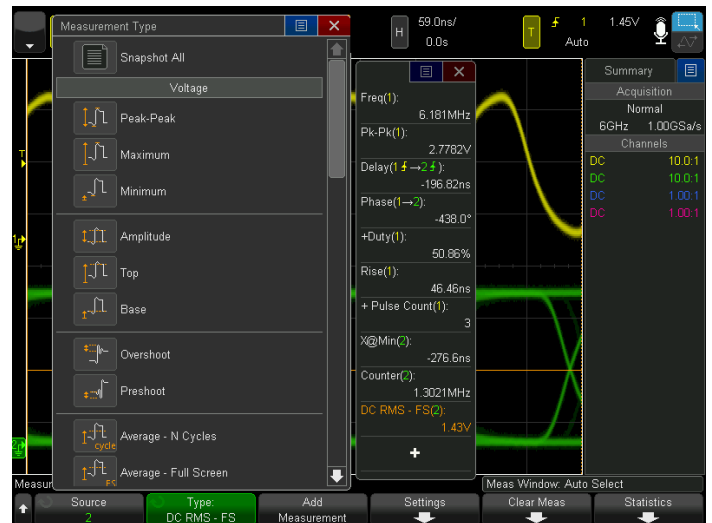 Measurement Type
H
59.0ns/
0.0s
T
1
1.45V
Auto
Snapshot All
Voltage
Peak-Peak
Maximum
Minimum
Amplitude
Top
Base
Overshoot
Preshoot
cycle
Average - N Cycles
FS
Average - Full Screen
Freq(1):
6.181MHz
Pk-Pk(1):
2.7782V
Delay(1→2):
-196.82ns
Phase(1→2):
-438.0°
+Duty(1):
50.86%
Rise(1):
46.46ns
+ Pulse Count(1):
3
X@Min(2):
-276.6ns
Counter(2):
1.3021MHz
DC RMS - FS(2):
1.43V
+
Summary
Acquisition
Normal
6GHz 1.00GSa/s
Channels
DC 10.0:1
DC 10.0:1
DC 1.00:1
DC 1.00:1
T
1
2
Measur
Meas Window: Auto Select
Source
2
Type:
DC RMS - FS
Add
Measurement
Settings
Clear Meas
Statistics